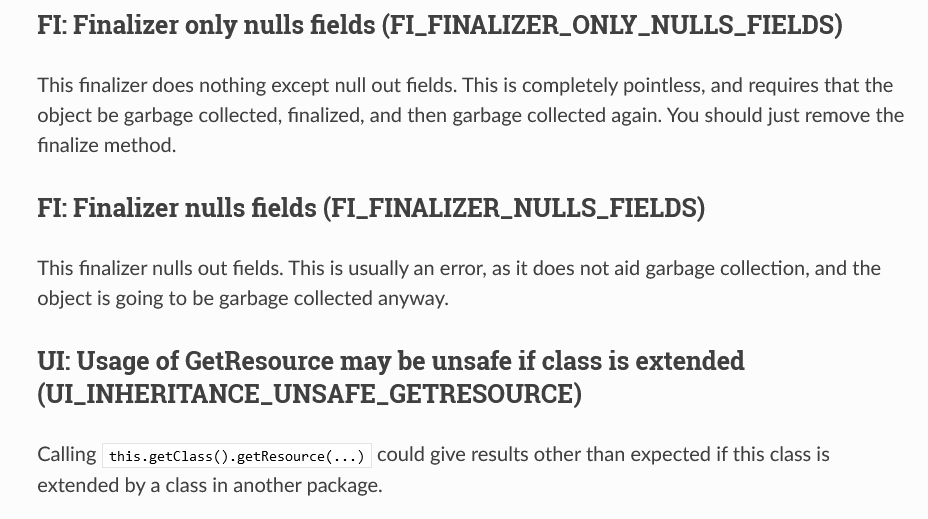 FI: Finalizer only nulls fields (FI_FINALIZER_ONLY_NULLS_FIELDS)
This finalizer does nothing except null out fields. This is completely pointless, and requires that the
object be garbage collected, finalized, and then garbage collected again. You should just remove the
finalize method.
FI: Finalizer nulls fields (FI_FINALIZER_NULLS_FIELDS)
This finalizer nulls out fields. This is usually an error, as it does not aid garbage collection, and the
object is going to be garbage collected anyway.
UI: Usage of GetResource may be unsafe if class is extended
(UI_INHERITANCE_UNSAFE_GETRESOURCE)
Calling this.getClass().getResource(...) could give results other than expected if this class is
extended by a class in another package.